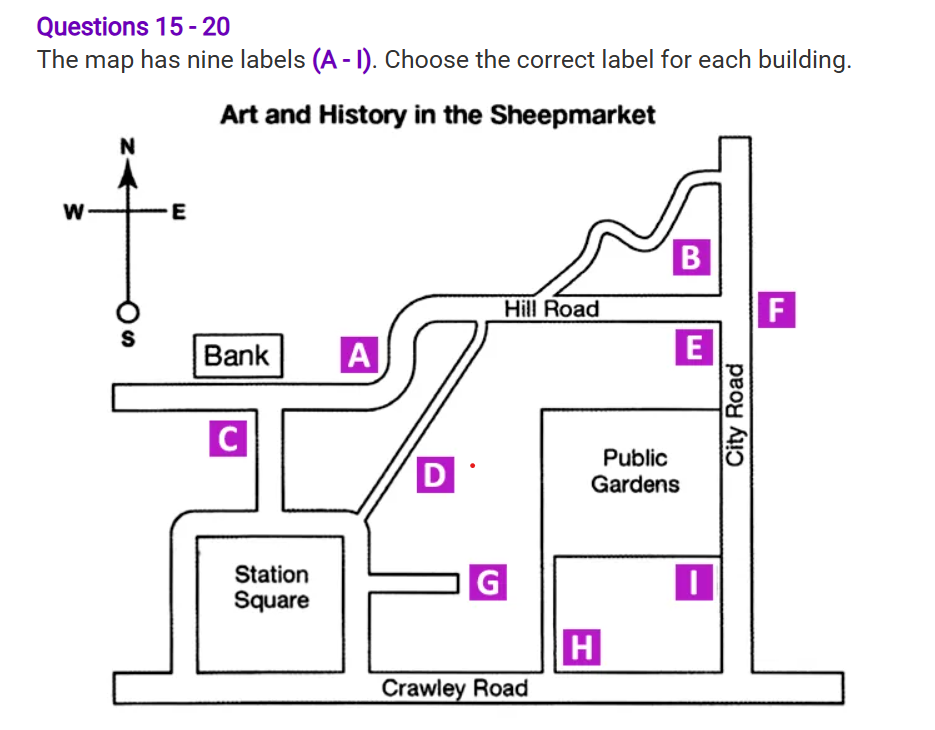 Questions 15 - 20
The map has nine labels (A - I). Choose the correct label for each building.
Art and History in the Sheepmarket
N
W E
S
B
Hill Road
F
Bank
A
E
C
City Road
D
Public
Gardens
Station
Square
G
I
H
Crawley Road